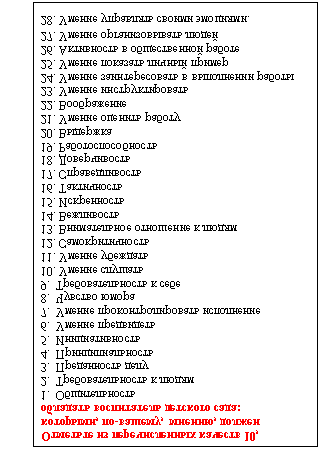 Отметьте из перечисленных качеств 10,
которыми, по-вашему, мнению, должен
обладать воспитатель детского сада:
1. Общительность
2. Требовательность к людям
3. Преданность делу
4. Принципиальность
5. Инициативность
6. Умение предвидеть
7. Умение проконтролировать исполнение
8. Чувство юмора
9. Требовательность к себе
10. Умение слушать
11. Умение убеждать
12. Самокритичность
13. Внимательное отношение к людям
14. Вежливость
15. Искренность
16. Тактичность
17. Справедливость
18. Доверчивость
19. Работоспособность
20. Выдержка
21. Умение оценить работу
22. Воображение
23. Умение инструктировать
24. Умение заинтересовать в выполнении работы
25. Умение показать личный пример
26. Активность в общественной работе
27. Умение организовывать людей
28. Умение управлять своими эмоциями.